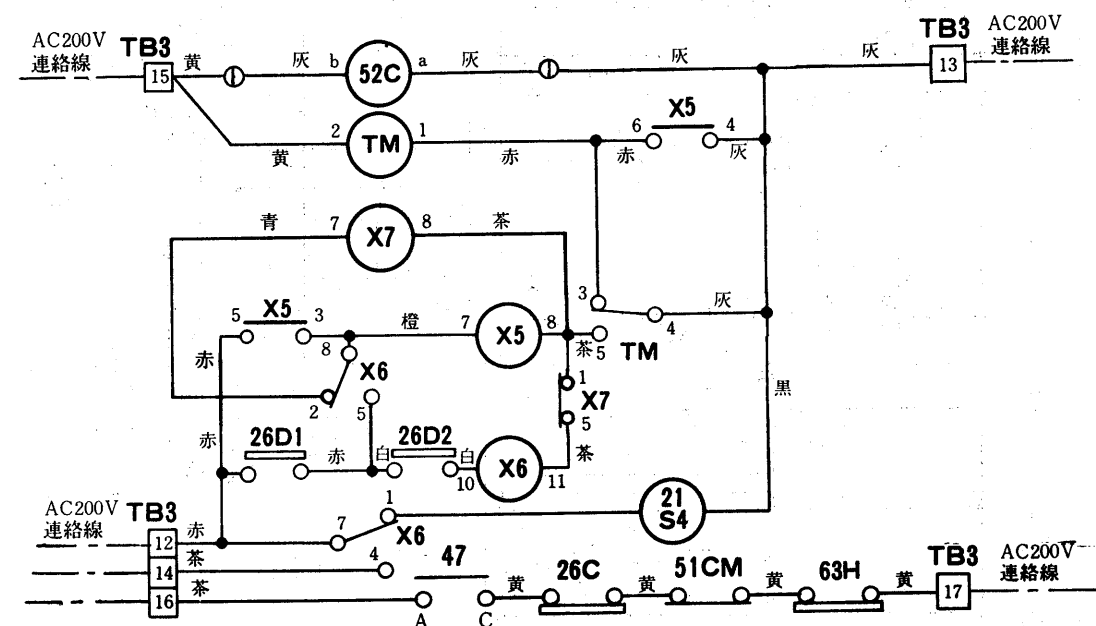 AC200V
連絡線
TB3
15
黄
灰
b
52C
a
灰
灰
灰
TB3
13
AC200V
連絡線
黄
2
TM
1
赤
赤
6
X5
4
灰
青
7
X7
8
茶
3
灰
4
5
X5
3
橙
7
X5
8
茶
5
TM
赤
8
X6
2
5
1
X7
5
黒
赤
26D1
赤
白
26D2
白
10
X6
11
茶
AC200V
連絡線
TB3
12
赤
7
1
X6
21
S4
14
茶
4
16
茶
47
A
C
黄
26C
黄
51CM
黄
63H
黄
TB3
17
AC200V
連絡線